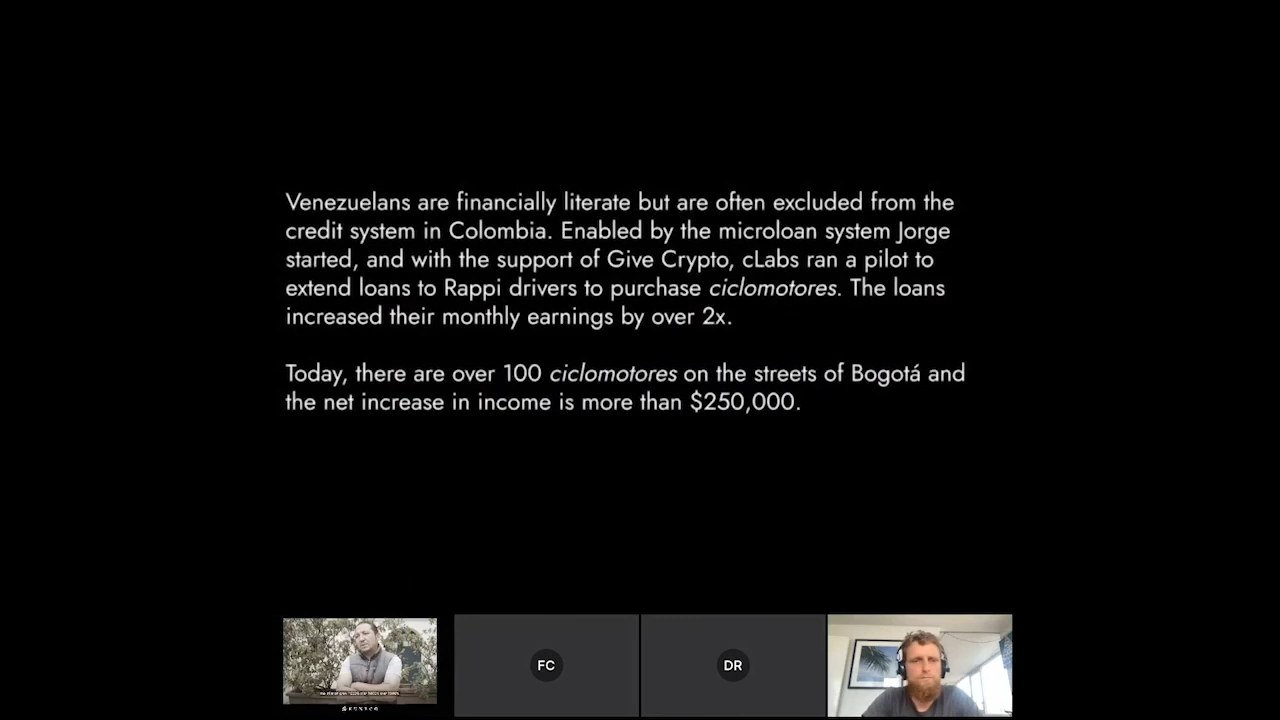 Venezuelans are financially literate but are often excluded from the
credit system in Colombia. Enabled by the microloan system Jorge
started, and with the support of Give Crypto, cLabs ran a pilot to
extend loans to Rappi drivers to purchase ciclomotores. The loans
increased their monthly earnings by over 2x.
Today, there are over 100 ciclomotores on the streets of Bogotá and
the net increase in income is more than $250,000.
FC
DR